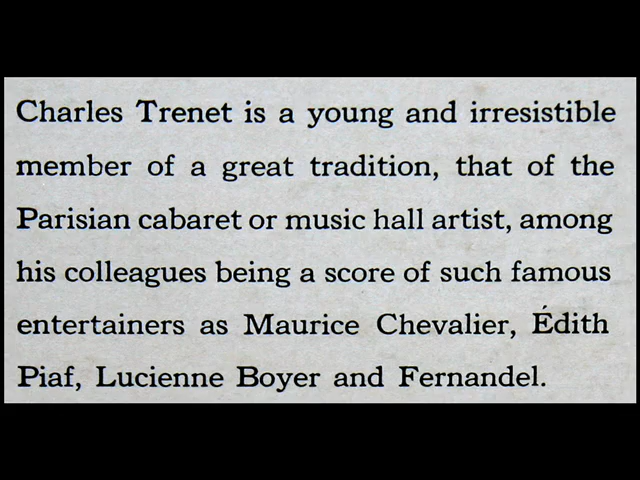 Charles Trenet is a young and irresistible
member of a great tradition, that of the
Parisian cabaret or music hall artist, among
his colleagues being a score of such famous
entertainers as Maurice Chevalier, Édith
Piaf, Lucienne Boyer and Fernandel.